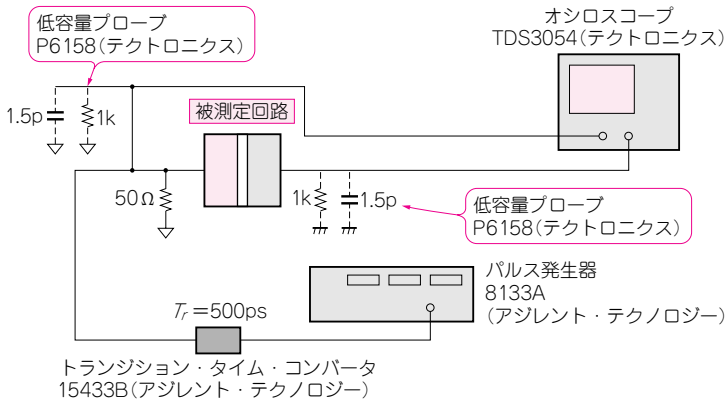 低容量プローブ
P6158(テクトロニクス)
オシロスコープ
TDS3054(テクトロニクス)
1.5p
1k
被測定回路
50Ω
1k
1.5p
低容量プローブ
P6158(テクトロニクス)
パルス発生器
8133A
(アジレント・テクノロジー)
Tr=500ps
トランジション・タイム・コンバータ
15433B(アジレント・テクノロジー)